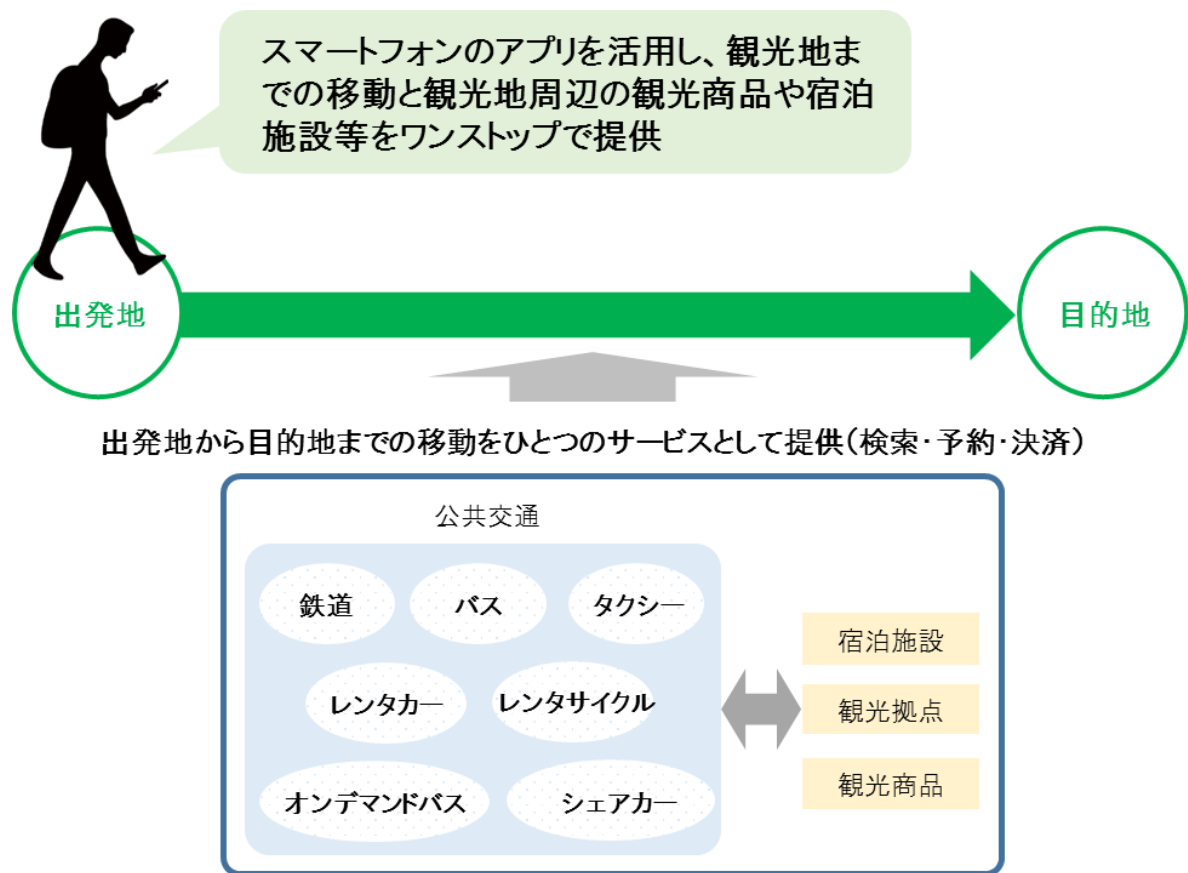 スマートフォンのアプリを活用し、観光地ま
での移動と観光地周辺の観光商品や宿泊
施設等をワンストップで提供
出発地
目的地
出発地から目的地までの移動をひとつのサービスとして提供(検索・予約・決済)
公共交通
鉄道
バス
タクシー
レンタカー
レンタサイクル
オンデマンドバス
シェアカー
宿泊施設
観光拠点
観光商品